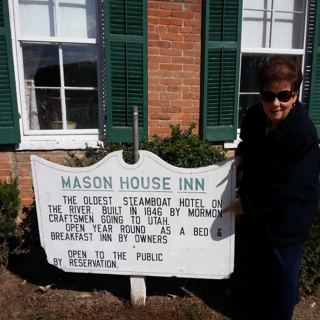 MASON HOUSE INN
THE OLDEST STEAMBOAT HOTEL ON
THE RIVER. BUILT IN 1846 BY MORMON
CRAFTSMEN GOING TO UTAH.
OPEN YEAR ROUND AS A BED &
BREAKFAST INN BY OWNERS
OPEN TO THE PUBLIC
BY RESERVATION.